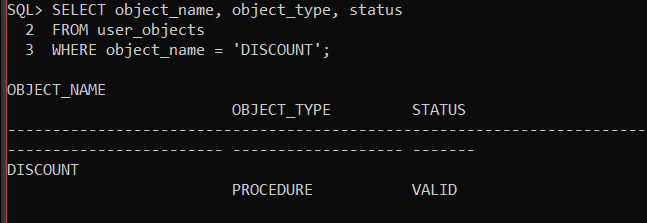 SQL> SELECT object_name, object_type, status
  2  FROM user_objects
  3  WHERE object_name = 'DISCOUNT';
OBJECT_NAME
                         OBJECT_TYPE         STATUS
-----------------------------------------------------------------------
------------------------ ------------------- -------
DISCOUNT
                         PROCEDURE           VALID